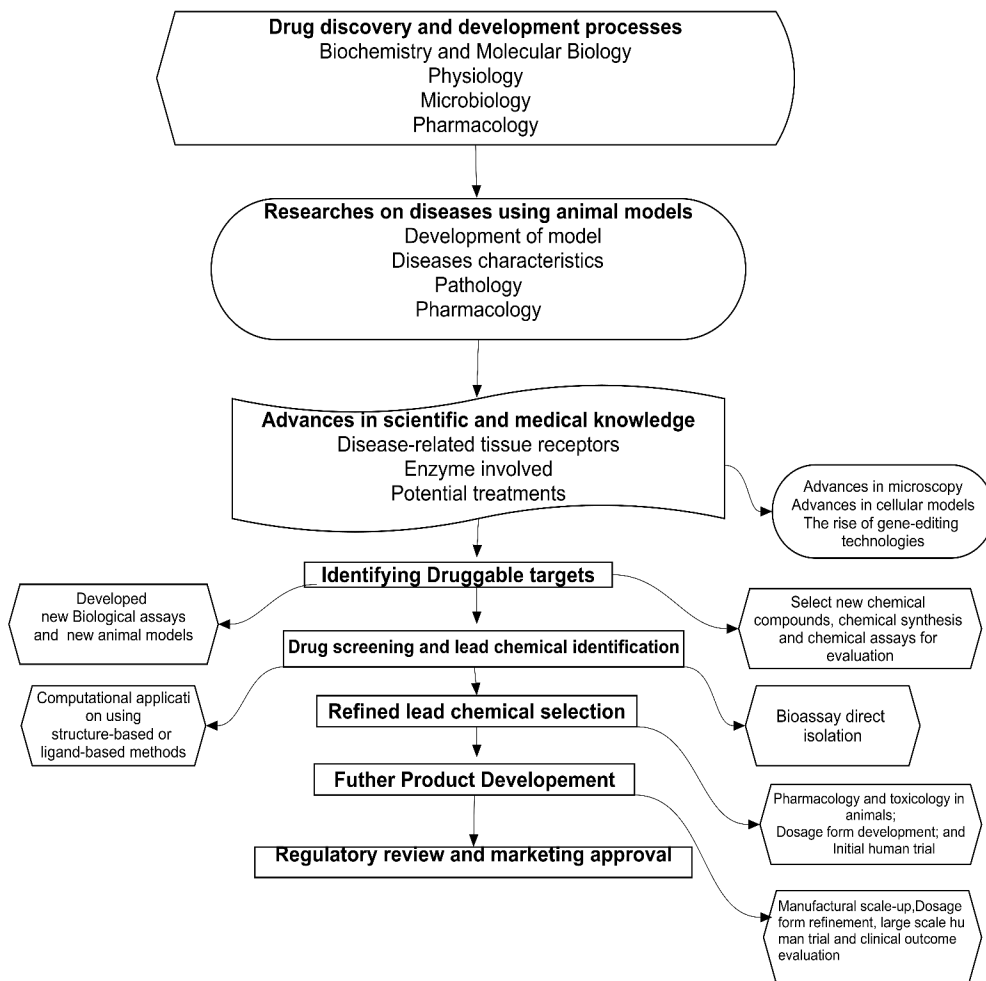 Drug discovery and development processes
Biochemistry and Molecular Biology
Physiology
Microbiology
Pharmacology
Researches on diseases using animal models
Development of model
Diseases characteristics
Pathology
Pharmacology
Advances in scientific and medical knowledge
Disease-related tissue receptors
Enzyme involved
Potential treatments
Advances in microscopy
Advances in cellular models
The rise of gene-editing
technologies
Identifying Druggable targets
Developed
new Biological assays
and new animal models
Select new chemical
compounds, chemical synthesis
and chemical assays for
evaluation
Drug screening and lead chemical identification
Computational applicati
on using
structure-based or
ligand-based methods
Refined lead chemical selection
Bioassay direct
isolation
Futher Product Developement
Pharmacology and toxicology in
animals;
Dosage form development; and
Initial human trial
Regulatory review and marketing approval
Manufactural scale-up,Dosage
form refinement, large scale hu
man trial and clinical outcome
evaluation